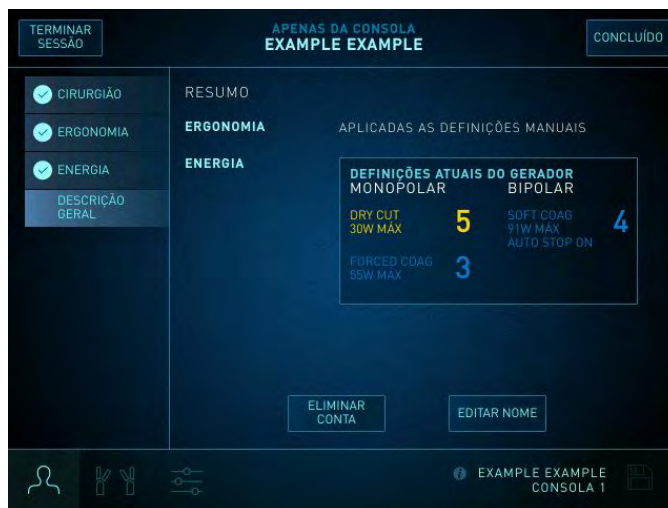 TERMINAR
SESSÃO
APENAS DA CONSOLA
EXAMPLE EXAMPLE
CONCLUÍDO
CIRURGIÃO
ERGONOMIA
ENERGIA
DESCRIÇÃO
GERAL
RESUMO
ERGONOMIA
APLICADAS AS DEFINIÇÕES MANUAIS
ENERGIA
DEFINIÇÕES ATUAIS DO GERADOR
MONOPOLAR
BIPOLAR
DRY CUT
30W MÁX
5
SOFT COAG
91W MÁX
AUTO STOP ON
4
FORCED COAG
55W MÁX
3
ELIMINAR
CONTA
EDITAR NOME
EXAMPLE EXAMPLE
CONSOLA 1